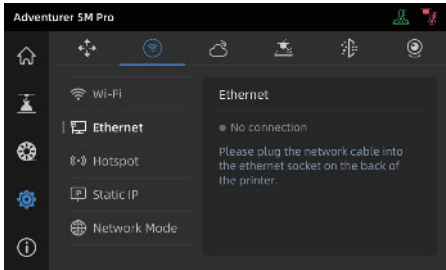 Adventurer 5M Pro
Wi-Fi
Ethernet
Hotspot
IP
Static IP
Network Mode
Ethernet
No connection
Please plug the network cable into
the ethernet socket on the back of
the printer.